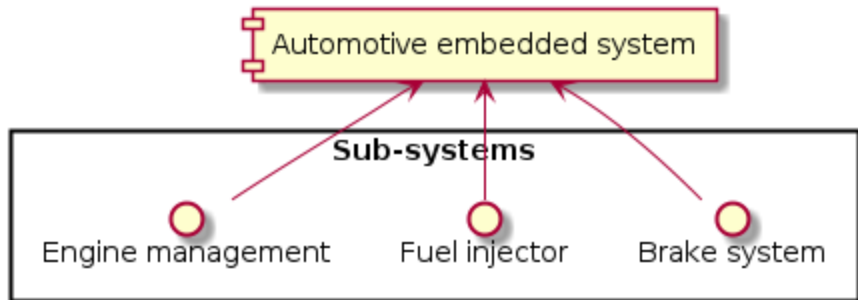 Automotive embedded system
Sub-systems
Engine management
Fuel injector
Brake system